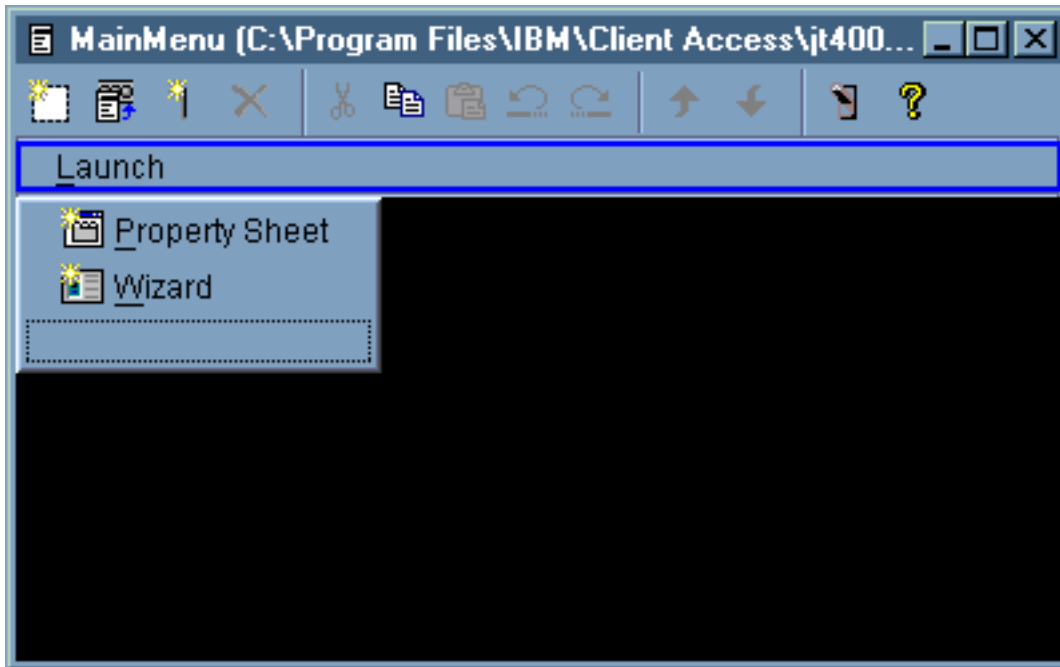 MainMenu (C:\Program Files\IBM\Client Access\jt400...
Launch
Property Sheet
Wizard